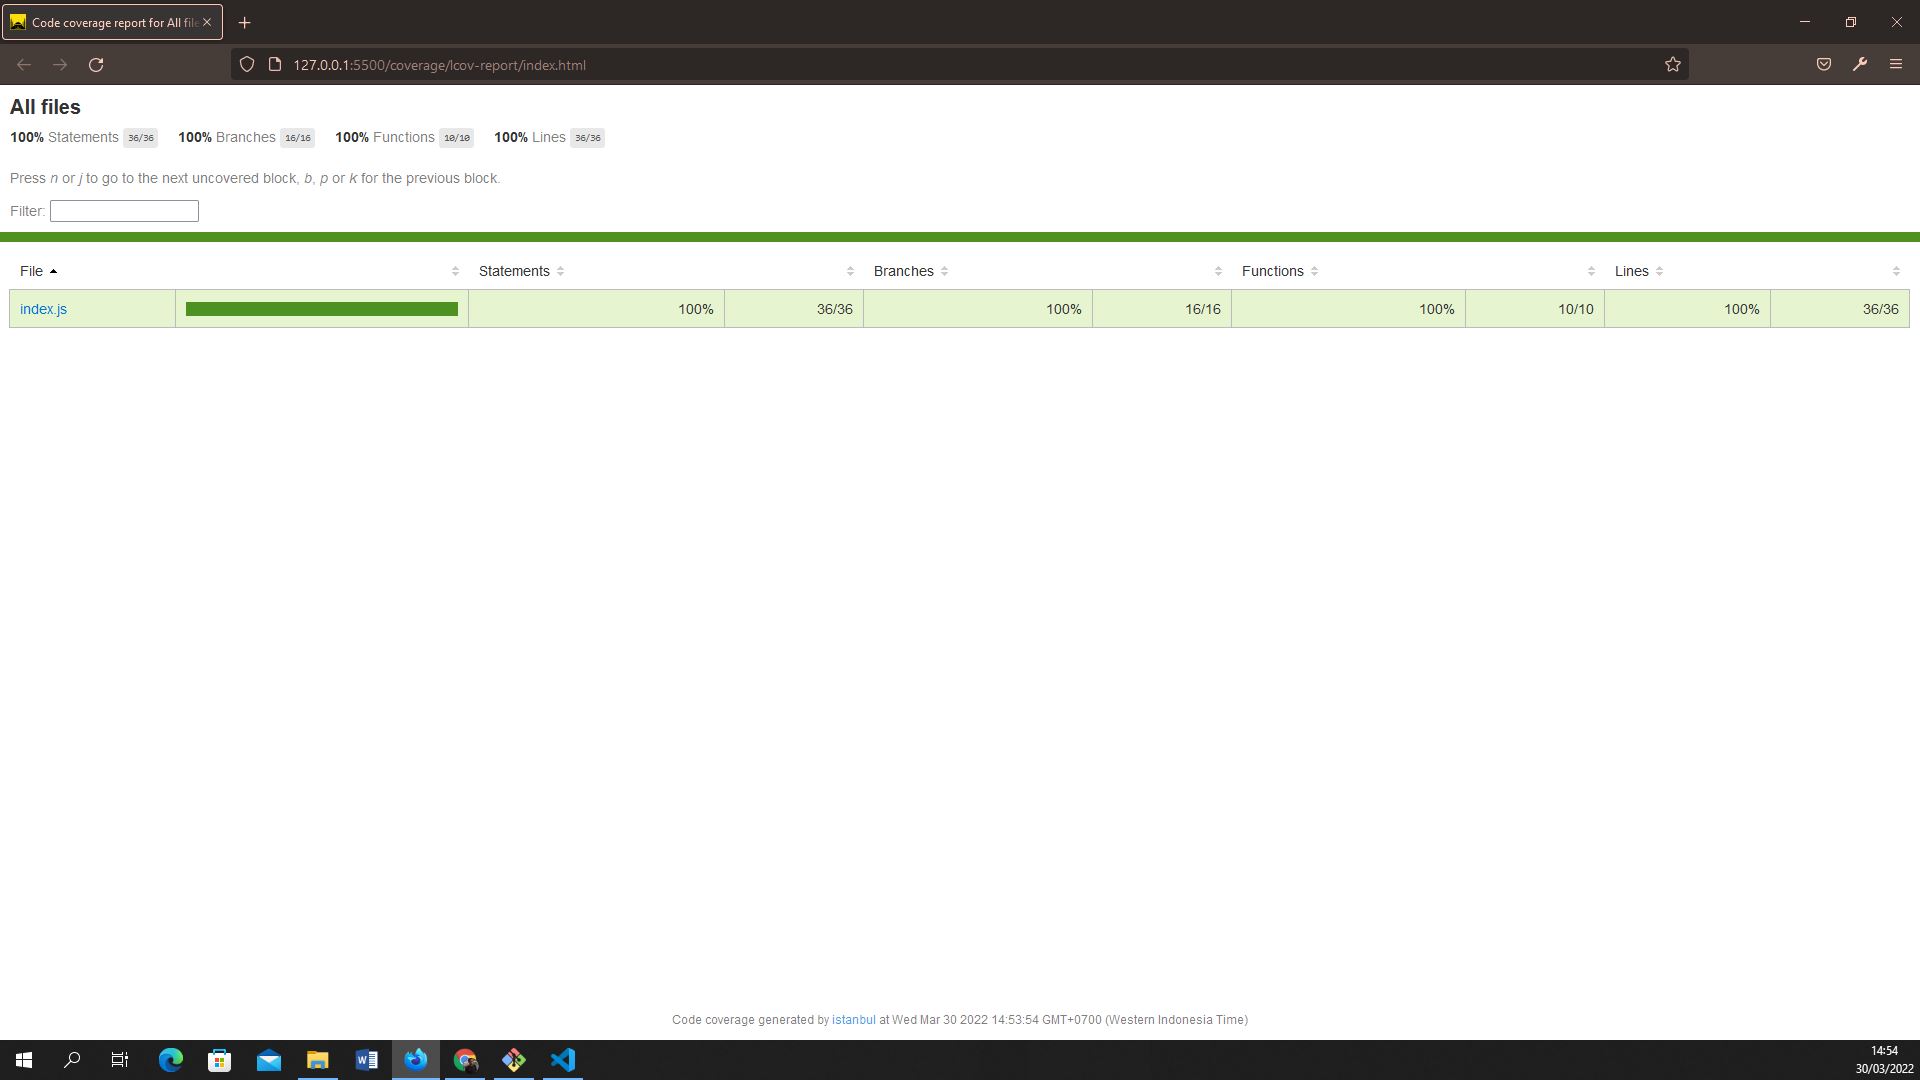 Code coverage report for All file
127.0.0.1:5500/coverage/lcov-report/index.html
All files
100% Statements 36/36 100% Branches 16/16 100% Functions 10/10 100% Lines 36/36
Press n or j to go to the next uncovered block, b, p or k for the previous block.
Filter:
File Statements Branches Functions Lines
index.js 100% 36/36 100% 16/16 100% 10/10 100% 36/36
Code coverage generated by istanbul at Wed Mar 30 2022 14:53:54 GMT+0700 (Western Indonesia Time)
14:54
30/03/2022